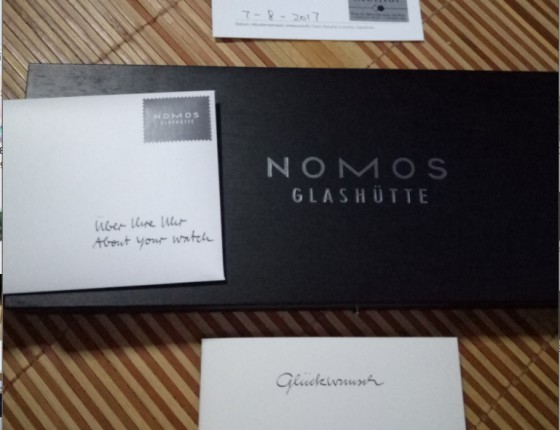 7-8-2017
NOMOS
GLASHÜTTE
NOMOS
GLASHÜTTE
Über Ihre Uhr
About your watch
Glückwunsch